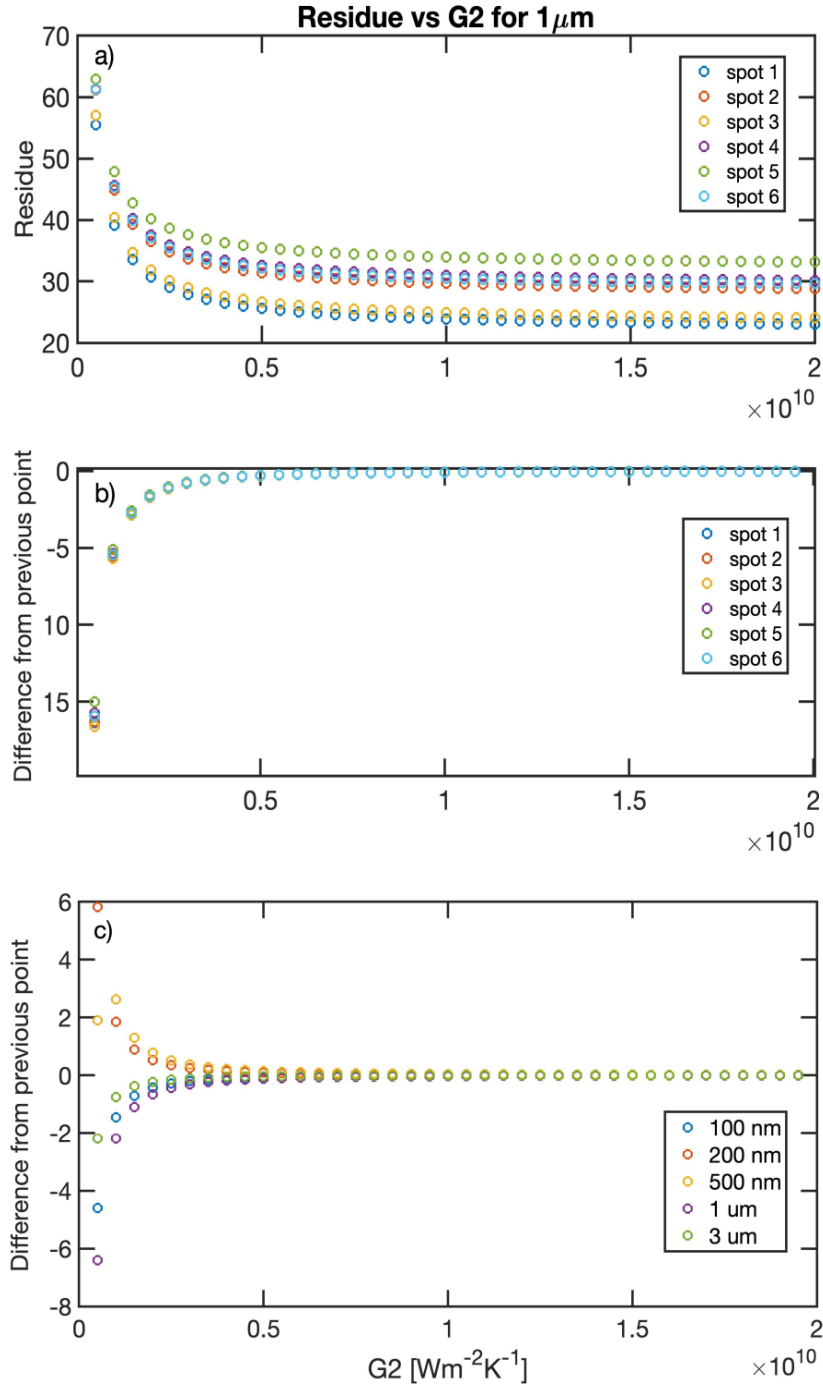 Residue vs G2 for 1μm
a)
70
60
50
40
30
20
Residue
spot 1
spot 2
spot 3
spot 4
spot 5
spot 6
0 0.5 1 1.5 2
×10^10
b)
0
-5
10
15
Difference from previous point
spot 1
spot 2
spot 3
spot 4
spot 5
spot 6
0.5 1 1.5 2
×10^10
c)
6
4
2
0
-2
-4
-6
-8
Difference from previous point
100 nm
200 nm
500 nm
1 um
3 um
0 0.5 1 1.5 2
G2 [Wm^-2K^-1]
×10^10